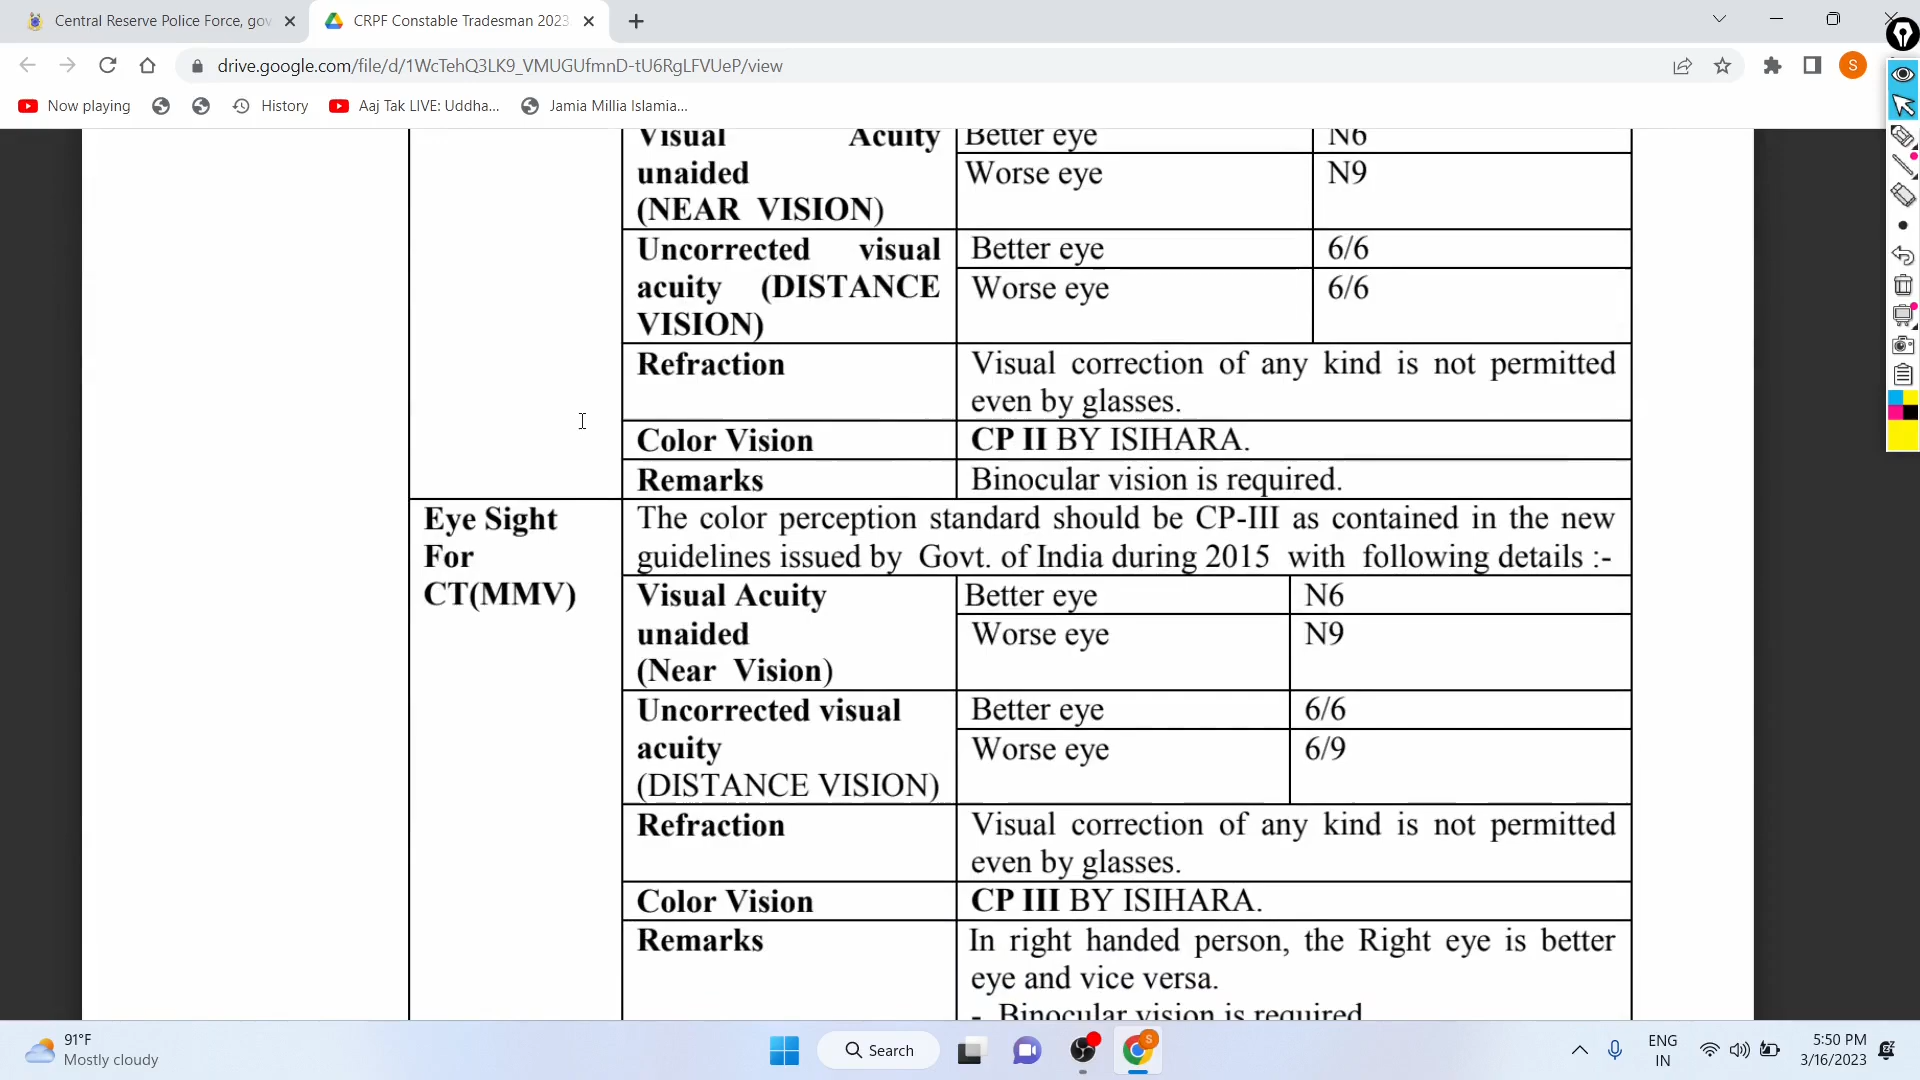 Central Reserve Police Force, gov
CRPF Constable Tradesman 2023
drive.google.com/file/d/1WcTehQ3LK9_VMUGUfmnD-tU6RgLFVUeP/view
S
Now playing
History
Aaj Tak LIVE: Uddha...
Jamia Millia Islamia...
Visual Acuity Better eye N6
unaided Worse eye N9
(NEAR VISION)
Uncorrected visual Better eye 6/6
acuity (DISTANCE Worse eye 6/6
VISION)
Refraction Visual correction of any kind is not permitted
even by glasses.
Color Vision CP II BY ISIHARA.
Remarks Binocular vision is required.
Eye Sight The color perception standard should be CP-III as contained in the new
For guidelines issued by Govt. of India during 2015 with following details :-
CT(MMV) Visual Acuity Better eye N6
unaided Worse eye N9
(Near Vision)
Uncorrected visual Better eye 6/6
acuity Worse eye 6/9
(DISTANCE VISION)
Refraction Visual correction of any kind is not permitted
even by glasses.
Color Vision CP III BY ISIHARA.
Remarks In right handed person, the Right eye is better
eye and vice versa.
- Binocular vision is required
91°F
Mostly cloudy
Search
S
ENG
IN
5:50 PM
3/16/2023